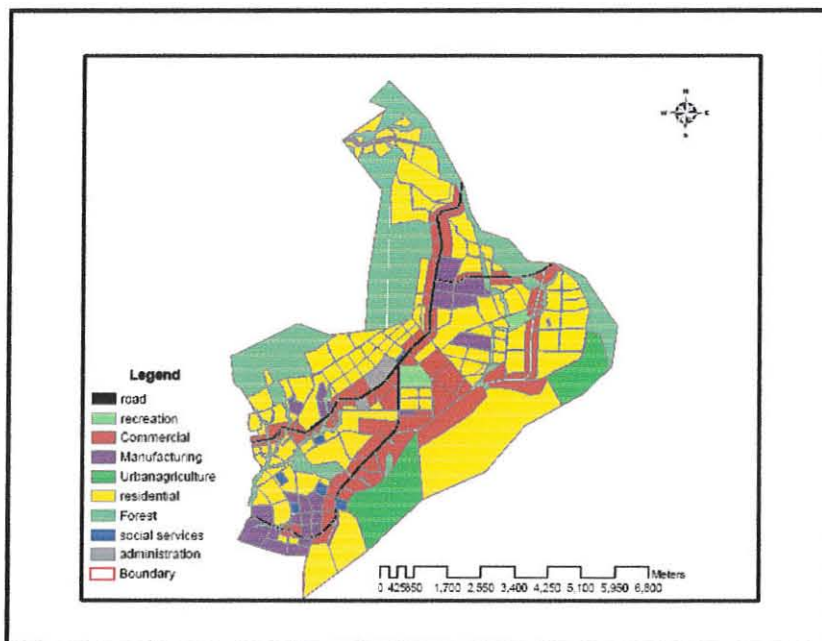 N
W E
S
Legend
road
recreation
Commercial
Manufacturing
Urbanagriculture
residential
Forest
social services
administration
Boundary
Meters
0 425850 1,700 2,550 3,400 4,250 5,100 5,950 6,800